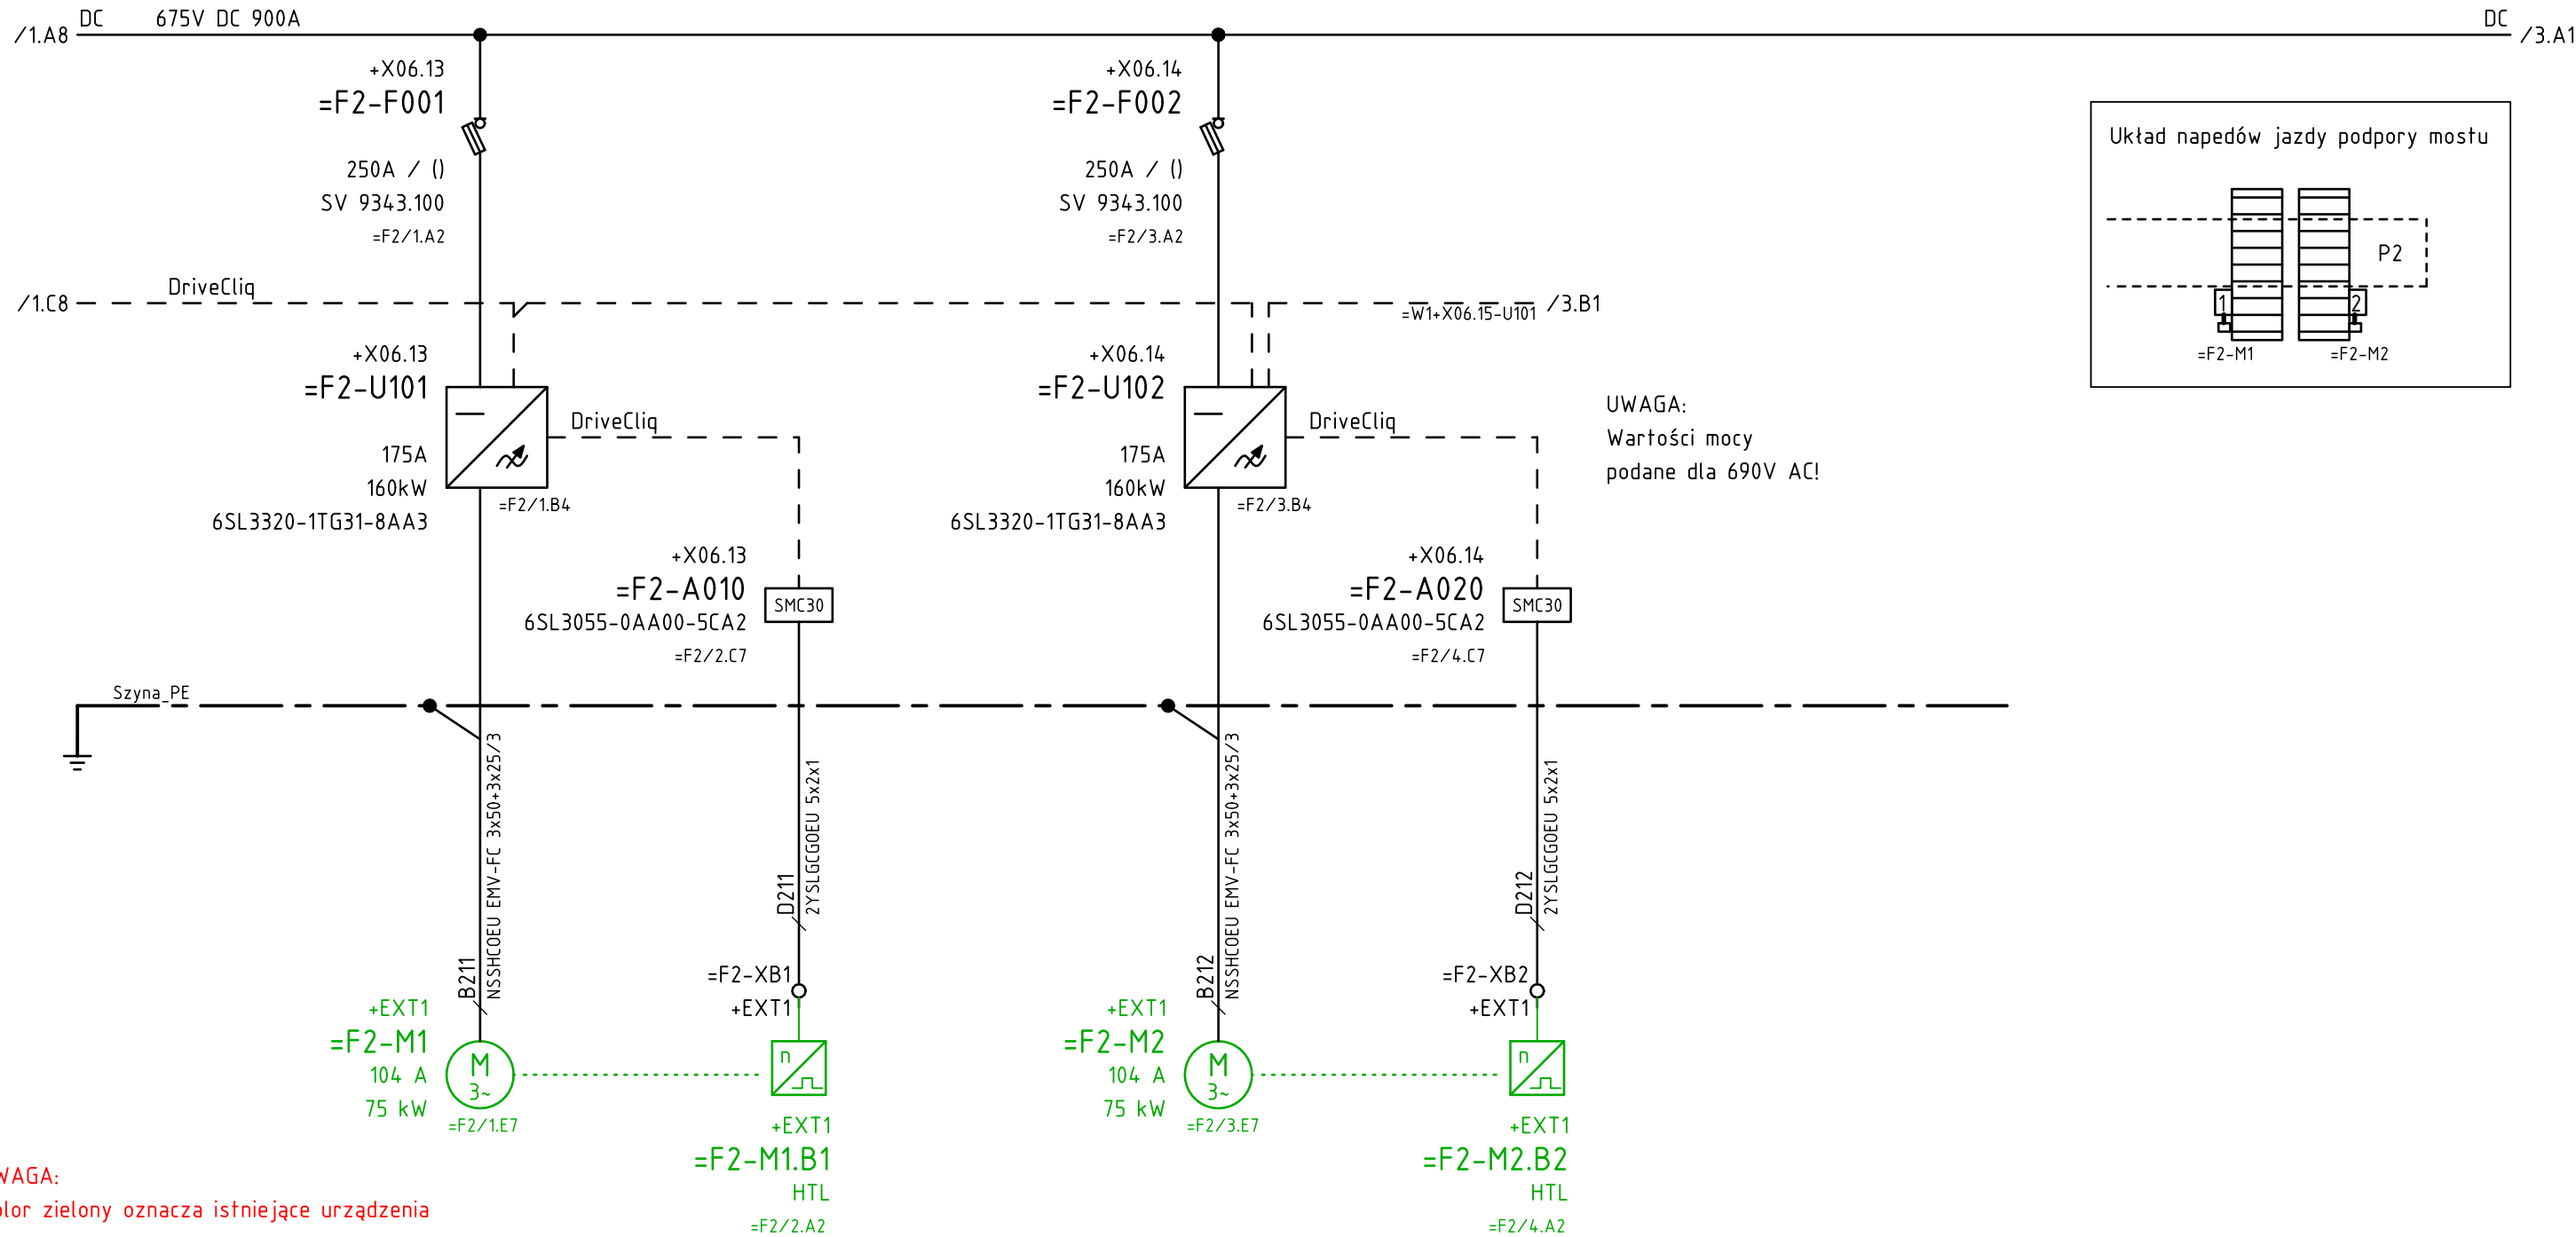 DC 675V DC 900A DC
/1.A8 /3.A1
+X06.13
=F2-F001
250A / ()
SV 9343.100
=F2/1.A2
+X06.14
=F2-F002
250A / ()
SV 9343.100
=F2/3.A2
Układ napedów jazdy podpory mostu
P2
1
2
=F2-M1 =F2-M2
/1.C8 DriveCliq
=W1+X06.15-U101 /3.B1
+X06.13
=F2-U101
175A
160kW
6SL3320-1TG31-8AA3
=F2/1.B4
DriveCliq
+X06.14
=F2-U102
175A
160kW
6SL3320-1TG31-8AA3
=F2/3.B4
DriveCliq
UWAGA:
Wartości mocy
podane dla 690V AC!
+X06.13
=F2-A010
6SL3055-0AA00-5CA2
=F2/2.C7
SMC30
+X06.14
=F2-A020
6SL3055-0AA00-5CA2
=F2/4.C7
SMC30
Szyna_PE
B211
NSSHCOEU EMV-FC 3x50+3x25/3
D211
2YSLGCGOEU 5x2x1
B212
NSSHCOEU EMV-FC 3x50+3x25/3
D212
2YSLGCGOEU 5x2x1
=F2-XB1
+EXT1
=F2-XB2
+EXT1
+EXT1
=F2-M1
104 A
75 kW
M
3~
=F2/1.E7
n
+EXT1
=F2-M1.B1
HTL
=F2/2.A2
+EXT1
=F2-M2
104 A
75 kW
M
3~
=F2/3.E7
n
+EXT1
=F2-M2.B2
HTL
=F2/4.A2
WAGA:
olor zielony oznacza istniejące urządzenia